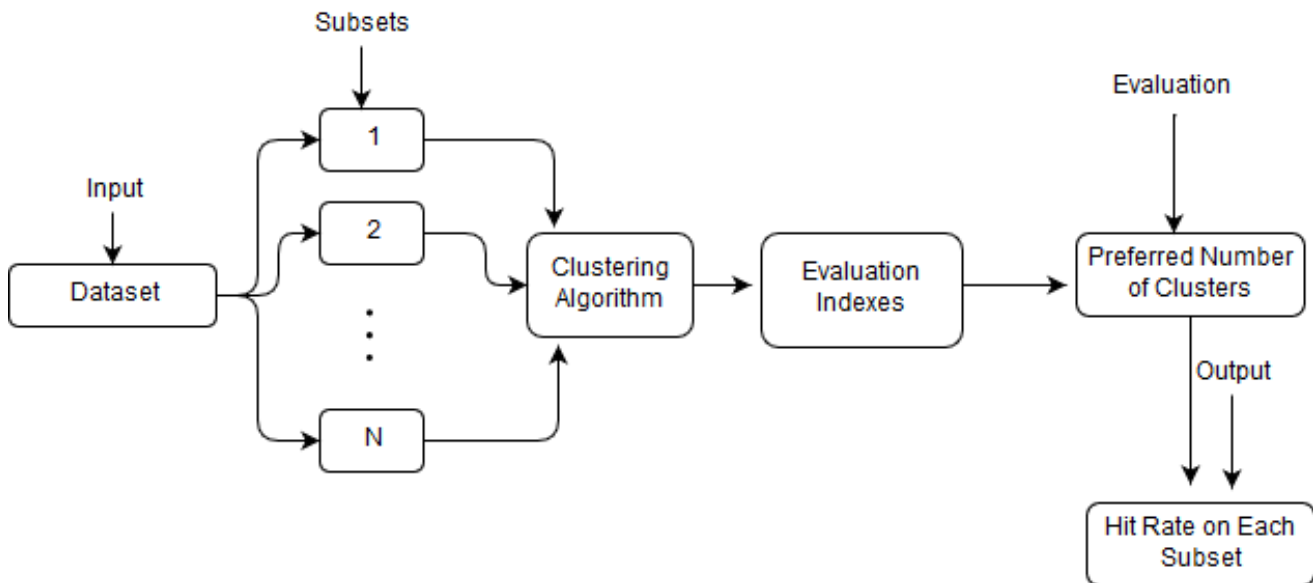 Subsets
1
Evaluation
Input
2
Dataset
Clustering
Algorithm
Evaluation
Indexes
Preferred Number
of Clusters
Output
N
Hit Rate on Each
Subset